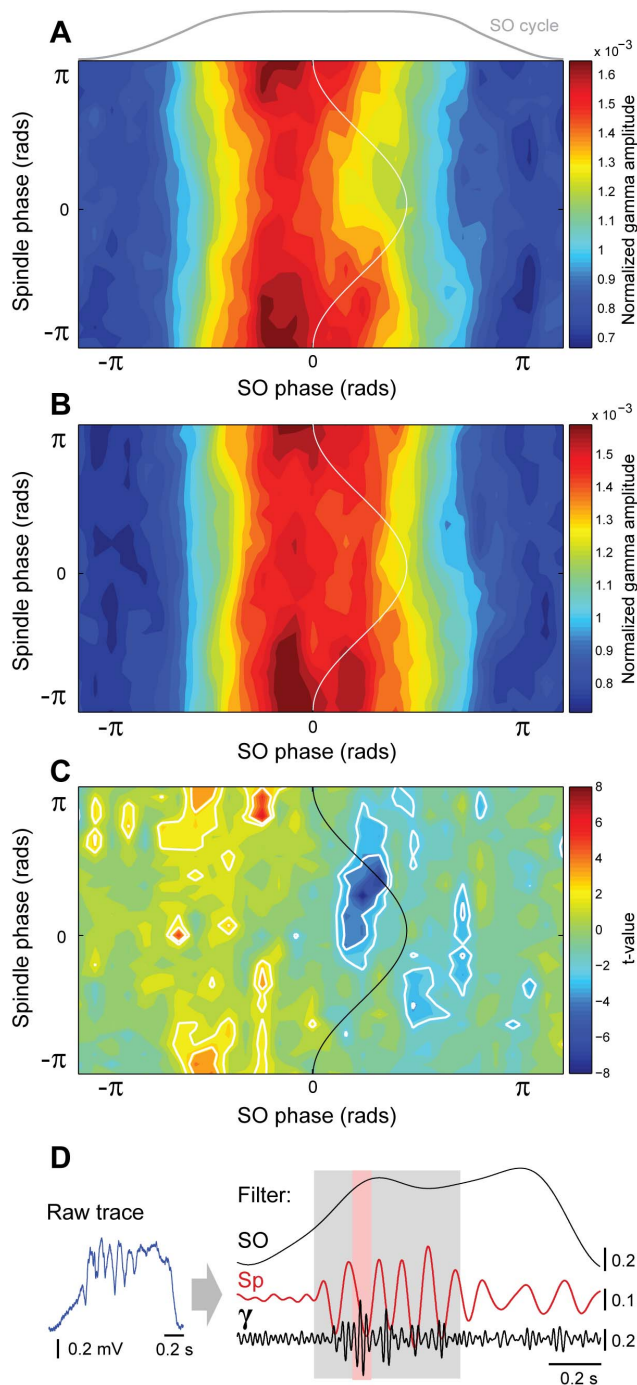 A
SO cycle
x 10⁻³
Spindle phase (rads)
π
0
-π
-π
0
π
SO phase (rads)
1.6
1.5
1.4
1.3
1.2
1.1
1
0.9
0.8
0.7
Normalized gamma amplitude
B
x 10⁻³
Spindle phase (rads)
π
0
-π
-π
0
π
SO phase (rads)
1.5
1.4
1.3
1.2
1.1
1
0.9
0.8
Normalized gamma amplitude
C
Spindle phase (rads)
π
0
-π
-π
0
π
SO phase (rads)
8
6
4
2
0
−2
−4
−6
−8
t-value
D
Raw trace
0.2 mV
0.2 s
Filter:
SO
0.2
Sp
0.1
γ
0.2
0.2 s